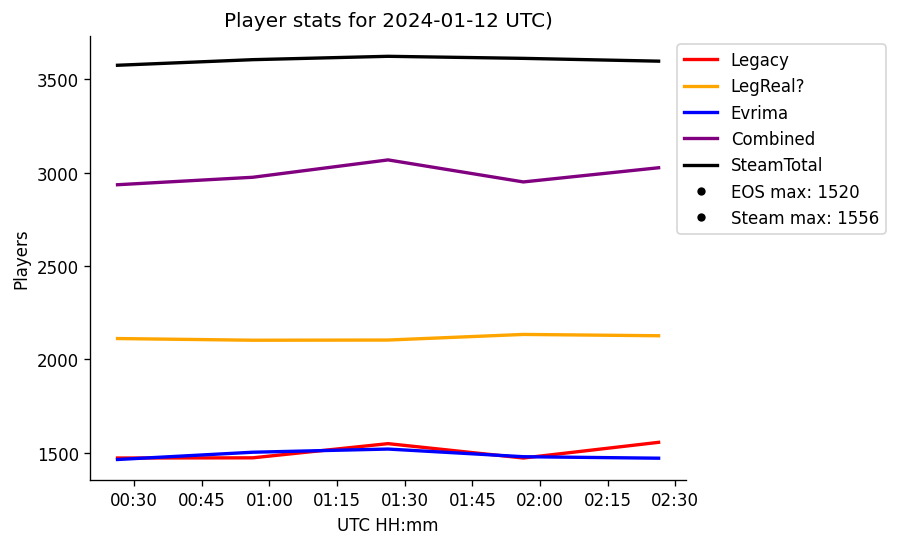 Player stats for 2024-01-12 UTC)
Players
3500
3000
2500
2000
1500
00:30 00:45 01:00 01:15 01:30 01:45 02:00 02:15 02:30
UTC HH:mm
Legacy
LegReal?
Evrima
Combined
SteamTotal
EOS max: 1520
Steam max: 1556